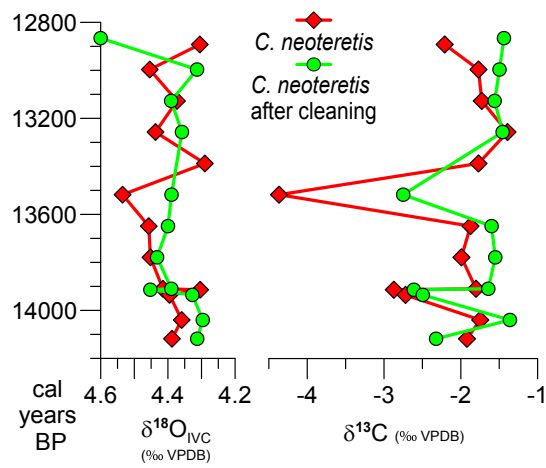 12800
13200
13600
14000
cal
years
BP
C. neoteretis
C. neoteretis
after cleaning
4.6 4.4 4.2
-4 -3 -2 -1
δ¹⁸O_IVC
(‰ VPDB)
δ¹³C (‰ VPDB)